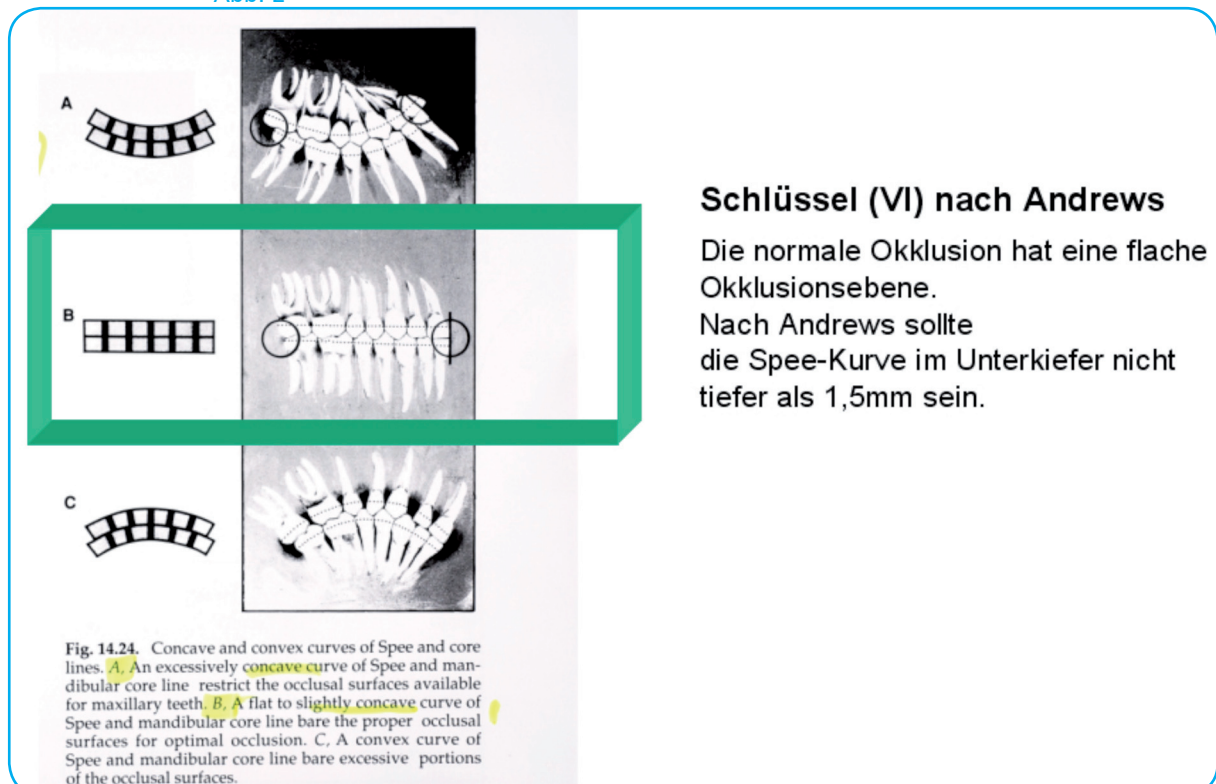 Abb. 2
A
B
C
Schlüssel (VI) nach Andrews
Die normale Okklusion hat eine flache
Okklusionsebene.
Nach Andrews sollte
die Spee-Kurve im Unterkiefer nicht
tiefer als 1,5mm sein.
Fig. 14.24. Concave and convex curves of Spee and core
lines. A, An excessively concave curve of Spee and man-
dibular core line restrict the occlusal surfaces available
for maxillary teeth. B, A flat to slightly concave curve of
Spee and mandibular core line bare the proper occlusal
surfaces for optimal occlusion. C, A convex curve of
Spee and mandibular core line bare excessive portions
of the occlusal surfaces.